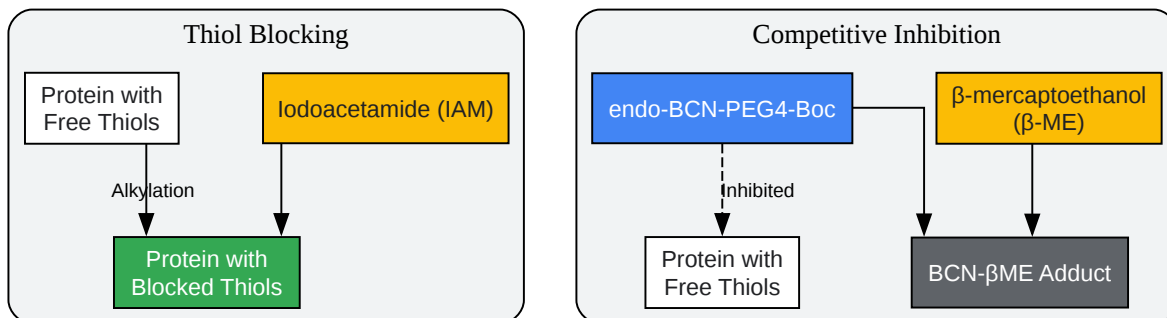 Thiol Blocking
Protein with
Free Thiols
Iodoacetamide (IAM)
Alkylation
Protein with
Blocked Thiols
Competitive Inhibition
endo-BCN-PEG4-Boc
β-mercaptoethanol
(β-ME)
Inhibited
Protein with
Free Thiols
BCN-βME Adduct